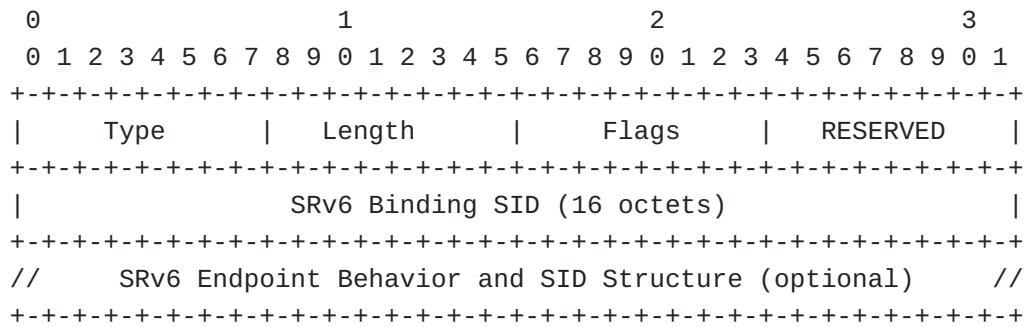 0                   1                   2                   3
 0 1 2 3 4 5 6 7 8 9 0 1 2 3 4 5 6 7 8 9 0 1 2 3 4 5 6 7 8 9 0 1
+-+-+-+-+-+-+-+-+-+-+-+-+-+-+-+-+-+-+-+-+-+-+-+-+-+-+-+-+-+-+-+-+
|     Type      |   Length      |     Flags     |   RESERVED    |
+-+-+-+-+-+-+-+-+-+-+-+-+-+-+-+-+-+-+-+-+-+-+-+-+-+-+-+-+-+-+-+-+
|                 SRv6 Binding SID (16 octets)                  |
+-+-+-+-+-+-+-+-+-+-+-+-+-+-+-+-+-+-+-+-+-+-+-+-+-+-+-+-+-+-+-+-+
//     SRv6 Endpoint Behavior and SID Structure (optional)     //
+-+-+-+-+-+-+-+-+-+-+-+-+-+-+-+-+-+-+-+-+-+-+-+-+-+-+-+-+-+-+-+-+